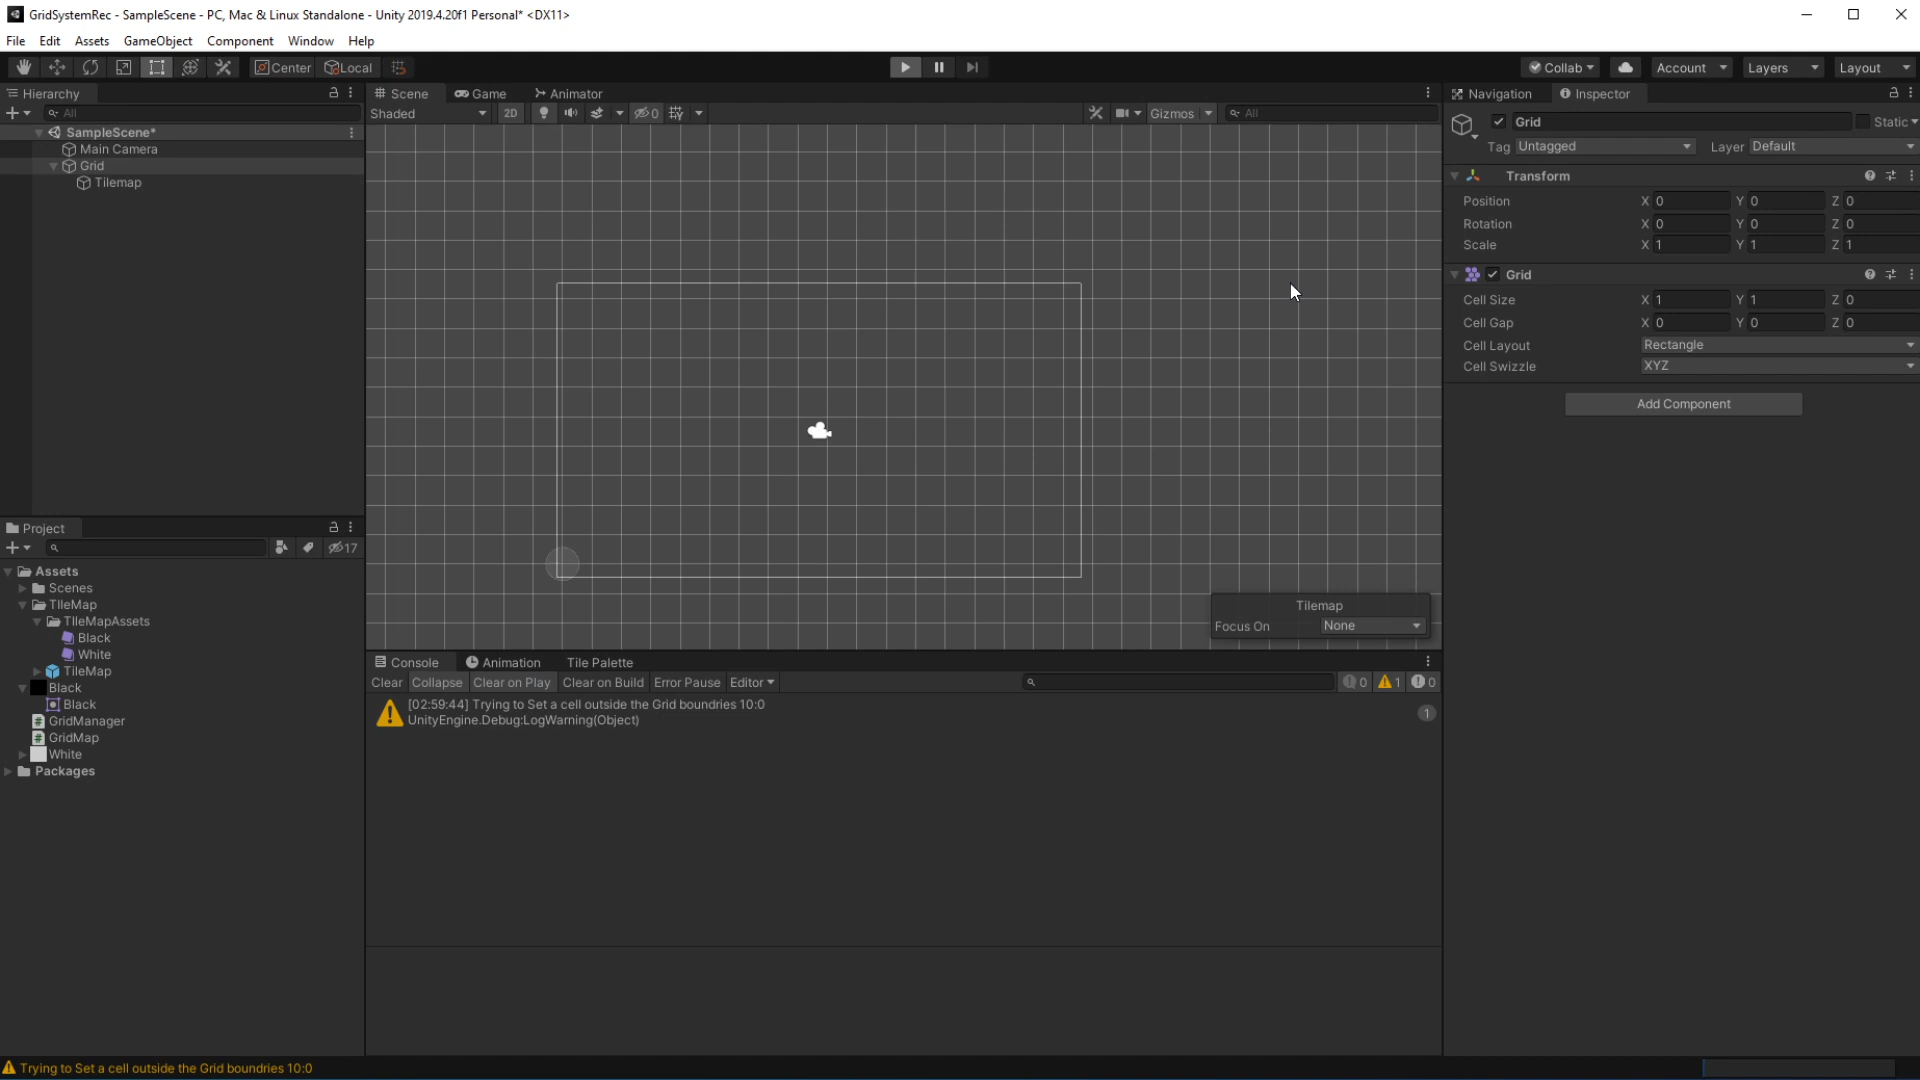 GridSystemRec - SampleScene - PC, Mac & Linux Standalone - Unity 2019.4.20f1 Personal* <DX11>
File Edit Assets GameObject Component Window Help
Center Local Collab Account Layers Layout
Hierarchy
All
SampleScene*
Main Camera
Grid
Tilemap
Scene Game Animator
Shaded 2D 0 Gizmos All
Tilemap
Focus On None
Navigation Inspector
Grid Static
Tag Untagged Layer Default
Transform
Position X 0 Y 0 Z 0
Rotation X 0 Y 0 Z 0
Scale X 1 Y 1 Z 1
Grid
Cell Size X 1 Y 1 Z 0
Cell Gap X 0 Y 0 Z 0
Cell Layout Rectangle
Cell Swizzle XYZ
Add Component
Project
17
Assets
Scenes
TIleMap
TIleMapAssets
Black
White
TileMap
Black
Black
GridManager
GridMap
White
Packages
Console Animation Tile Palette
Clear Collapse Clear on Play Clear on Build Error Pause Editor 0 1 0
[02:59:44] Trying to Set a cell outside the Grid boundries 10:0
UnityEngine.Debug:LogWarning(Object)
1
Trying to Set a cell outside the Grid boundries 10:0